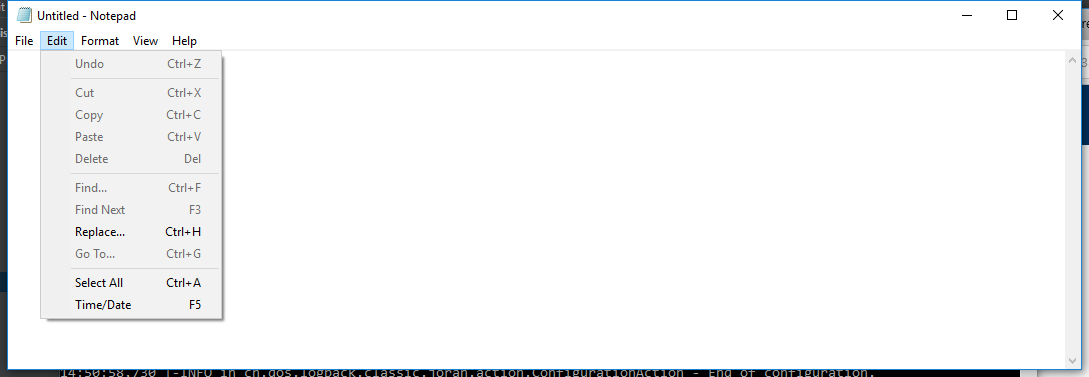 Untitled - Notepad
File Edit Format View Help
Undo Ctrl+Z
Cut Ctrl+X
Copy Ctrl+C
Paste Ctrl+V
Delete Del
Find... Ctrl+F
Find Next F3
Replace... Ctrl+H
Go To... Ctrl+G
Select All Ctrl+A
Time/Date F5
14:50:58,730 |-INFO in ch.qos.logback.classic.joran.action.ConfigurationAction - End of configuration.